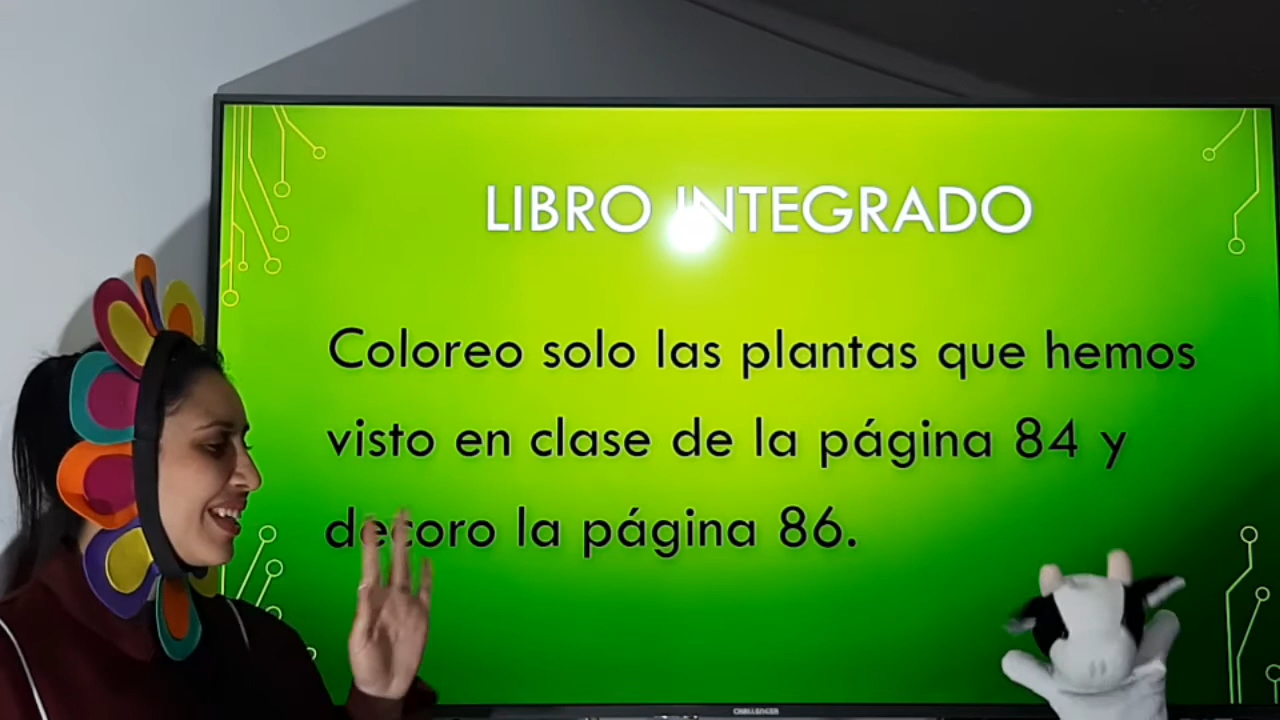 LIBRO INTEGRADO
Coloreo solo las plantas que hemos
visto en clase de la página 84 y
decoro la página 86.
CHALLENGER